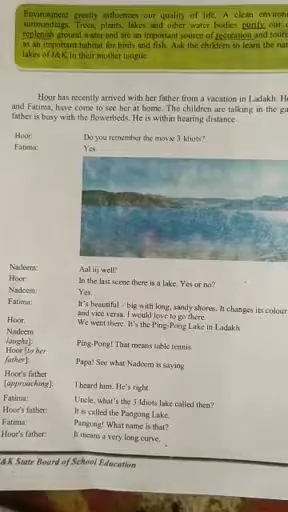 Environment greatly influences our quality of life. A clean environ
surroundings. Trees, plants, lakes and other water bodies purify our
replenish ground water and are an important source of recreation and touri
as an important habitat for birds and fish. Ask the children to learn the nam
lakes of J&K in their mother tongue.
Hoor has recently arrived with her father from a vacation in Ladakh. H
and Fatima, have come to see her at home. The children are talking in the ga
father is busy with the flowerbeds. He is within hearing distance.
Hoor: Do you remember the movie 3 Idiots?
Fatima: Yes.
Nadeem: Aal iij well!
Hoor: In the last scene there is a lake. Yes or no?
Nadeem: Yes.
Fatima: It's beautiful - big with long, sandy shores. It changes its colour
and vice versa. I would love to go there.
Hoor: We went there. It's the Ping-Pong Lake in Ladakh
Nadeem
[laughs]: Ping-Pong! That means table tennis.
Hoor [to her
father]: Papa! See what Nadeem is saying
Hoor's father
[approaching]: I heard him. He's right.
Fatima: Uncle, what's the 3 Idiots lake called then?
Hoor's father: It is called the Pangong Lake.
Fatima: Pangong! What name is that?
Hoor's father: It means a very long curve.
&K State Board of School Education